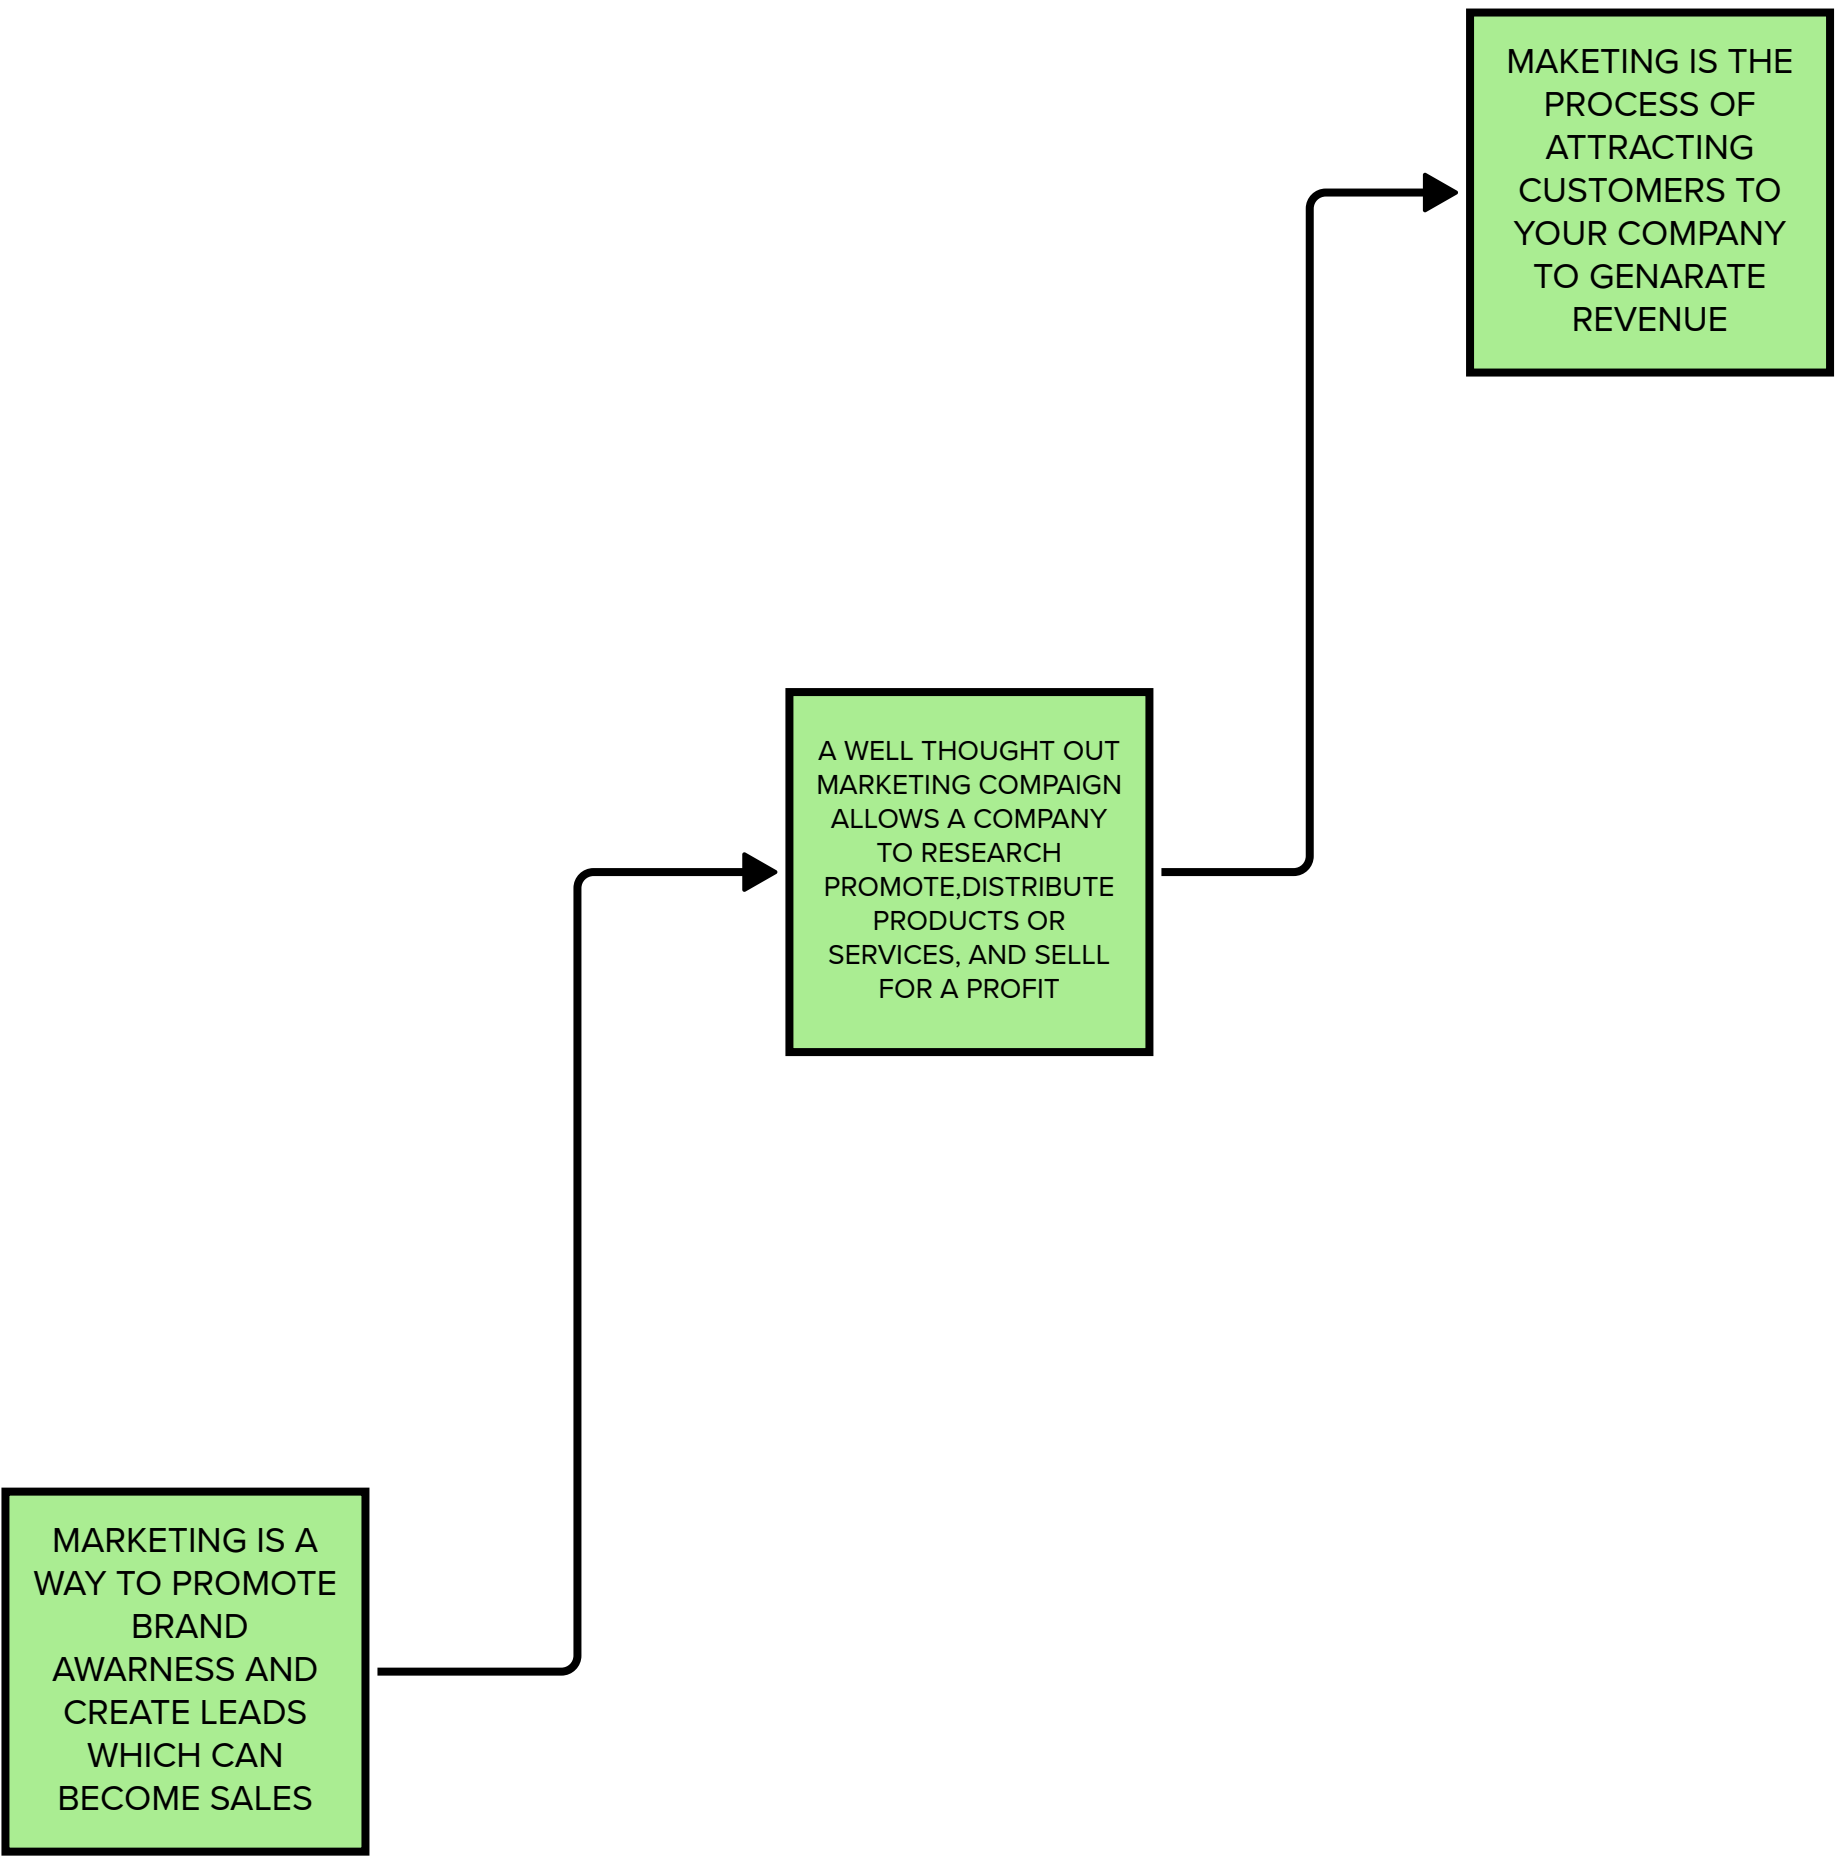 MAKETING IS THE
PROCESS OF
ATTRACTING
CUSTOMERS TO
YOUR COMPANY
TO GENARATE
REVENUE
A WELL THOUGHT OUT
MARKETING COMPAIGN
ALLOWS A COMPANY
TO RESEARCH
PROMOTE,DISTRIBUTE
PRODUCTS OR
SERVICES, AND SELLL
FOR A PROFIT
MARKETING IS A
WAY TO PROMOTE
BRAND
AWARNESS AND
CREATE LEADS
WHICH CAN
BECOME SALES